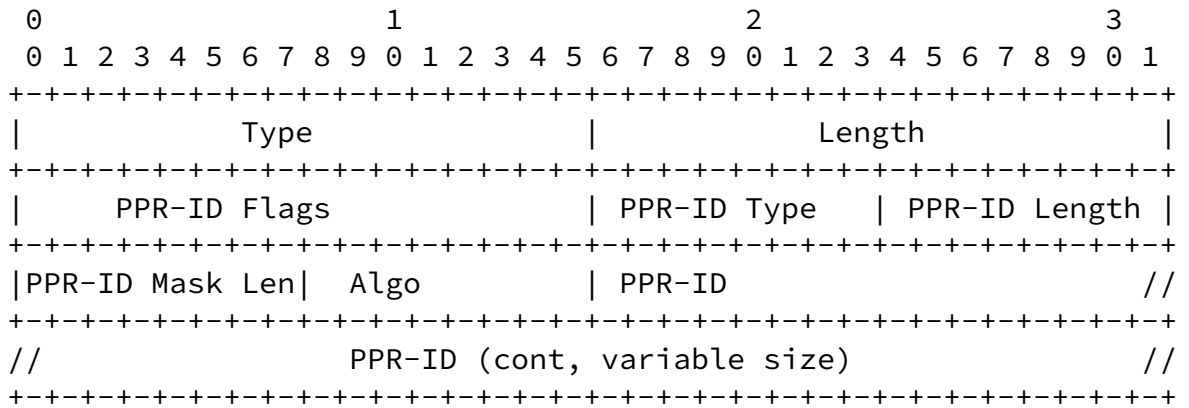 0                   1                   2                   3
 0 1 2 3 4 5 6 7 8 9 0 1 2 3 4 5 6 7 8 9 0 1 2 3 4 5 6 7 8 9 0 1
+-+-+-+-+-+-+-+-+-+-+-+-+-+-+-+-+-+-+-+-+-+-+-+-+-+-+-+-+-+-+-+-+
|            Type               |            Length             |
+-+-+-+-+-+-+-+-+-+-+-+-+-+-+-+-+-+-+-+-+-+-+-+-+-+-+-+-+-+-+-+-+
|     PPR-ID Flags              | PPR-ID Type   | PPR-ID Length |
+-+-+-+-+-+-+-+-+-+-+-+-+-+-+-+-+-+-+-+-+-+-+-+-+-+-+-+-+-+-+-+-+
|PPR-ID Mask Len|  Algo         | PPR-ID                       //
+-+-+-+-+-+-+-+-+-+-+-+-+-+-+-+-+-+-+-+-+-+-+-+-+-+-+-+-+-+-+-+-+
//                 PPR-ID (cont, variable size)                //
+-+-+-+-+-+-+-+-+-+-+-+-+-+-+-+-+-+-+-+-+-+-+-+-+-+-+-+-+-+-+-+-+